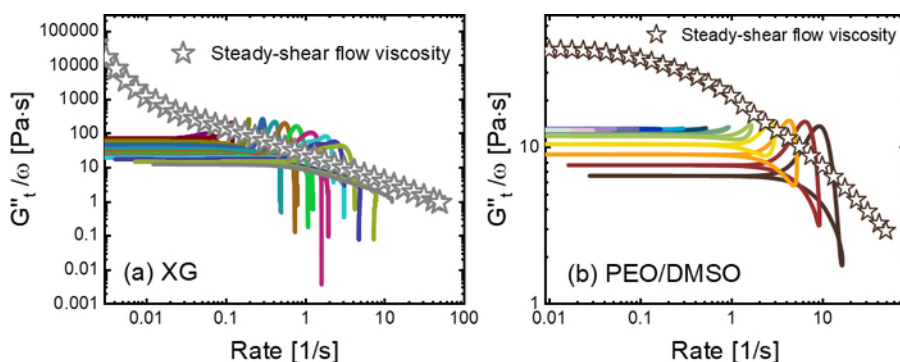 100000
10000
1000
100
10
1
0.1
0.01
0.001
G"t /ω [Pa·s]
Steady-shear flow viscosity
(a) XG
0.01 0.1 1 10 100
Rate [1/s]
10
1
G"t /ω [Pa·s]
Steady-shear flow viscosity
(b) PEO/DMSO
0.01 0.1 1 10
Rate [1/s]